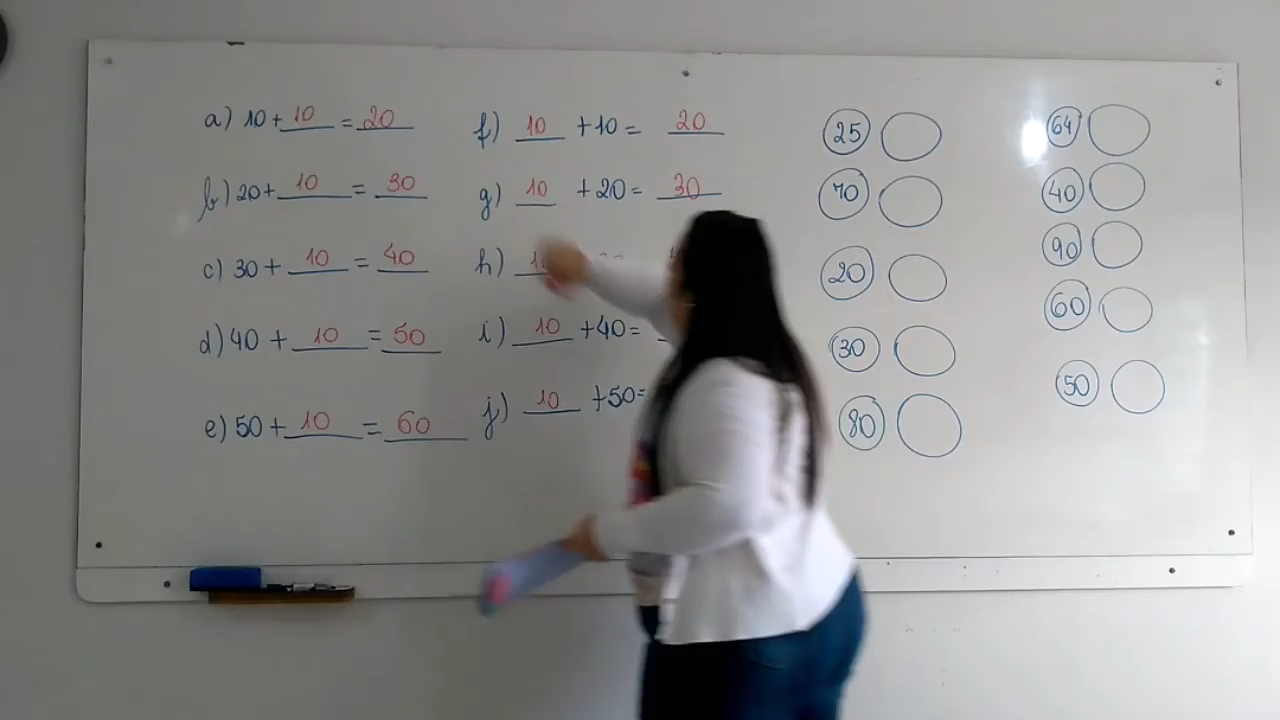 a) 10 + 10 = 20
b) 20 + 10 = 30
c) 30 + 10 = 40
d) 40 + 10 = 50
e) 50 + 10 = 60
f) 10 + 10 = 20
g) 10 + 20 = 30
h)
i) 10 + 40 =
j) 10 + 50 =
25
70
20
30
80
64
40
90
60
50